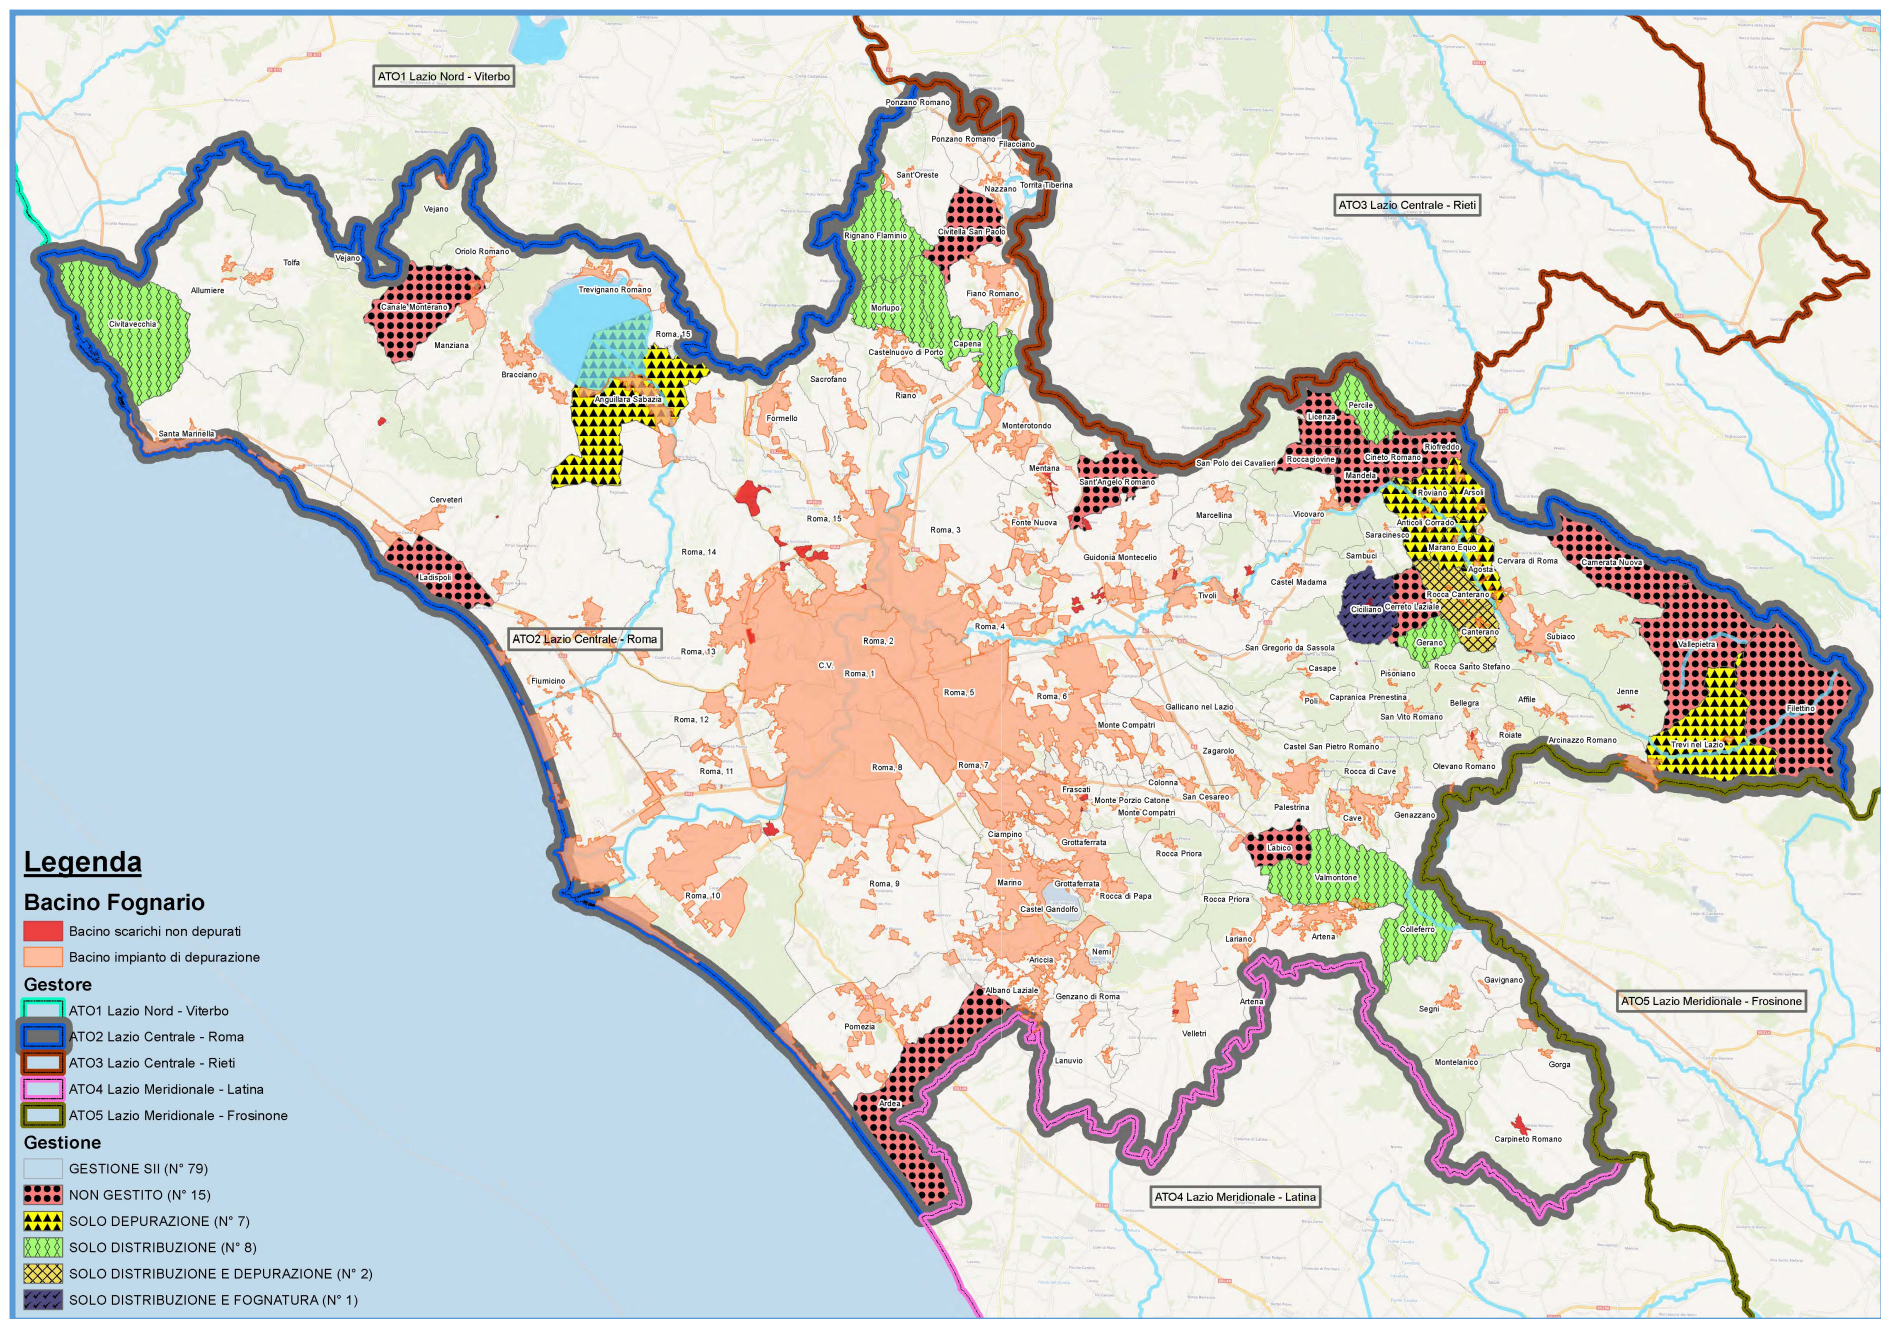 ATO1 Lazio Nord - Viterbo
Ponzano Romano
Ponzano Romano
Filacciano
Sant'Oreste
Nazzano
Torrita Tiberina
ATO3 Lazio Centrale - Rieti
Vejano
Rignano Flaminio
Civitella San Paolo
Oriolo Romano
Vejano
Tolfa
Allumiere
Trevignano Romano
Fiano Romano
Canale Monterano
Morlupo
Civitavecchia
Roma, 15
Manziana
Capena
Castelnuovo di Porto
Bracciano
Sacrofano
Riano
Anguillara Sabazia
Percile
Formello
Licenza
Monterotondo
Santa Marinella
Riofreddo
Cineto Romano
Roccagiovine
San Polo dei Cavalieri
Mentana
Mandela
Sant'Angelo Romano
Roviano
Arsoli
Cerveteri
Vicovaro
Marcellina
Roma, 15
Fonte Nuova
Anticoli Corrado
Roma, 3
Saracinesco
Marano Equo
Roma, 14
Guidonia Montecelio
Sambuci
Cervara di Roma
Camerata Nuova
Agosta
Ladispoli
Castel Madama
Tivoli
Rocca Canterano
Ciciliano
Cerreto Laziale
Roma, 4
Canterano
Subiaco
ATO2 Lazio Centrale - Roma
Roma, 2
Gerano
Vallepietra
San Gregorio da Sassola
Roma, 13
C.V.
Roma, 1
Casape
Rocca Santo Stefano
Pisoniano
Fiumicino
Roma, 5
Roma, 6
Capranica Prenestina
Poli
Bellegra
Affile
Jenne
Gallicano nel Lazio
Filettino
San Vito Romano
Roma, 12
Monte Compatri
Roiate
Arcinazzo Romano
Zagarolo
Castel San Pietro Romano
Trevi nel Lazio
Roma, 8
Roma, 7
Olevano Romano
Roma, 11
Rocca di Cave
Colonna
Frascati
San Cesareo
Monte Porzio Catone
Palestrina
Monte Compatri
Cave
Genazzano
Ciampino
Grottaferrata
Labico
Rocca Priora
Valmontone
Roma, 9
Marino
Grottaferrata
Roma, 10
Rocca di Papa
Rocca Priora
Castel Gandolfo
Colleferro
Lariano
Artena
Nemi
Ariccia
Gavignano
Albano Laziale
Genzano di Roma
Artena
ATO5 Lazio Meridionale - Frosinone
Segni
Pomezia
Velletri
Lanuvio
Montelanico
Gorga
Ardea
Carpineto Romano
ATO4 Lazio Meridionale - Latina
Legenda
Bacino Fognario
Bacino scarichi non depurati
Bacino impianto di depurazione
Gestore
ATO1 Lazio Nord - Viterbo
ATO2 Lazio Centrale - Roma
ATO3 Lazio Centrale - Rieti
ATO4 Lazio Meridionale - Latina
ATO5 Lazio Meridionale - Frosinone
Gestione
GESTIONE SII (N° 79)
NON GESTITO (N° 15)
SOLO DEPURAZIONE (N° 7)
SOLO DISTRIBUZIONE (N° 8)
SOLO DISTRIBUZIONE E DEPURAZIONE (N° 2)
SOLO DISTRIBUZIONE E FOGNATURA (N° 1)